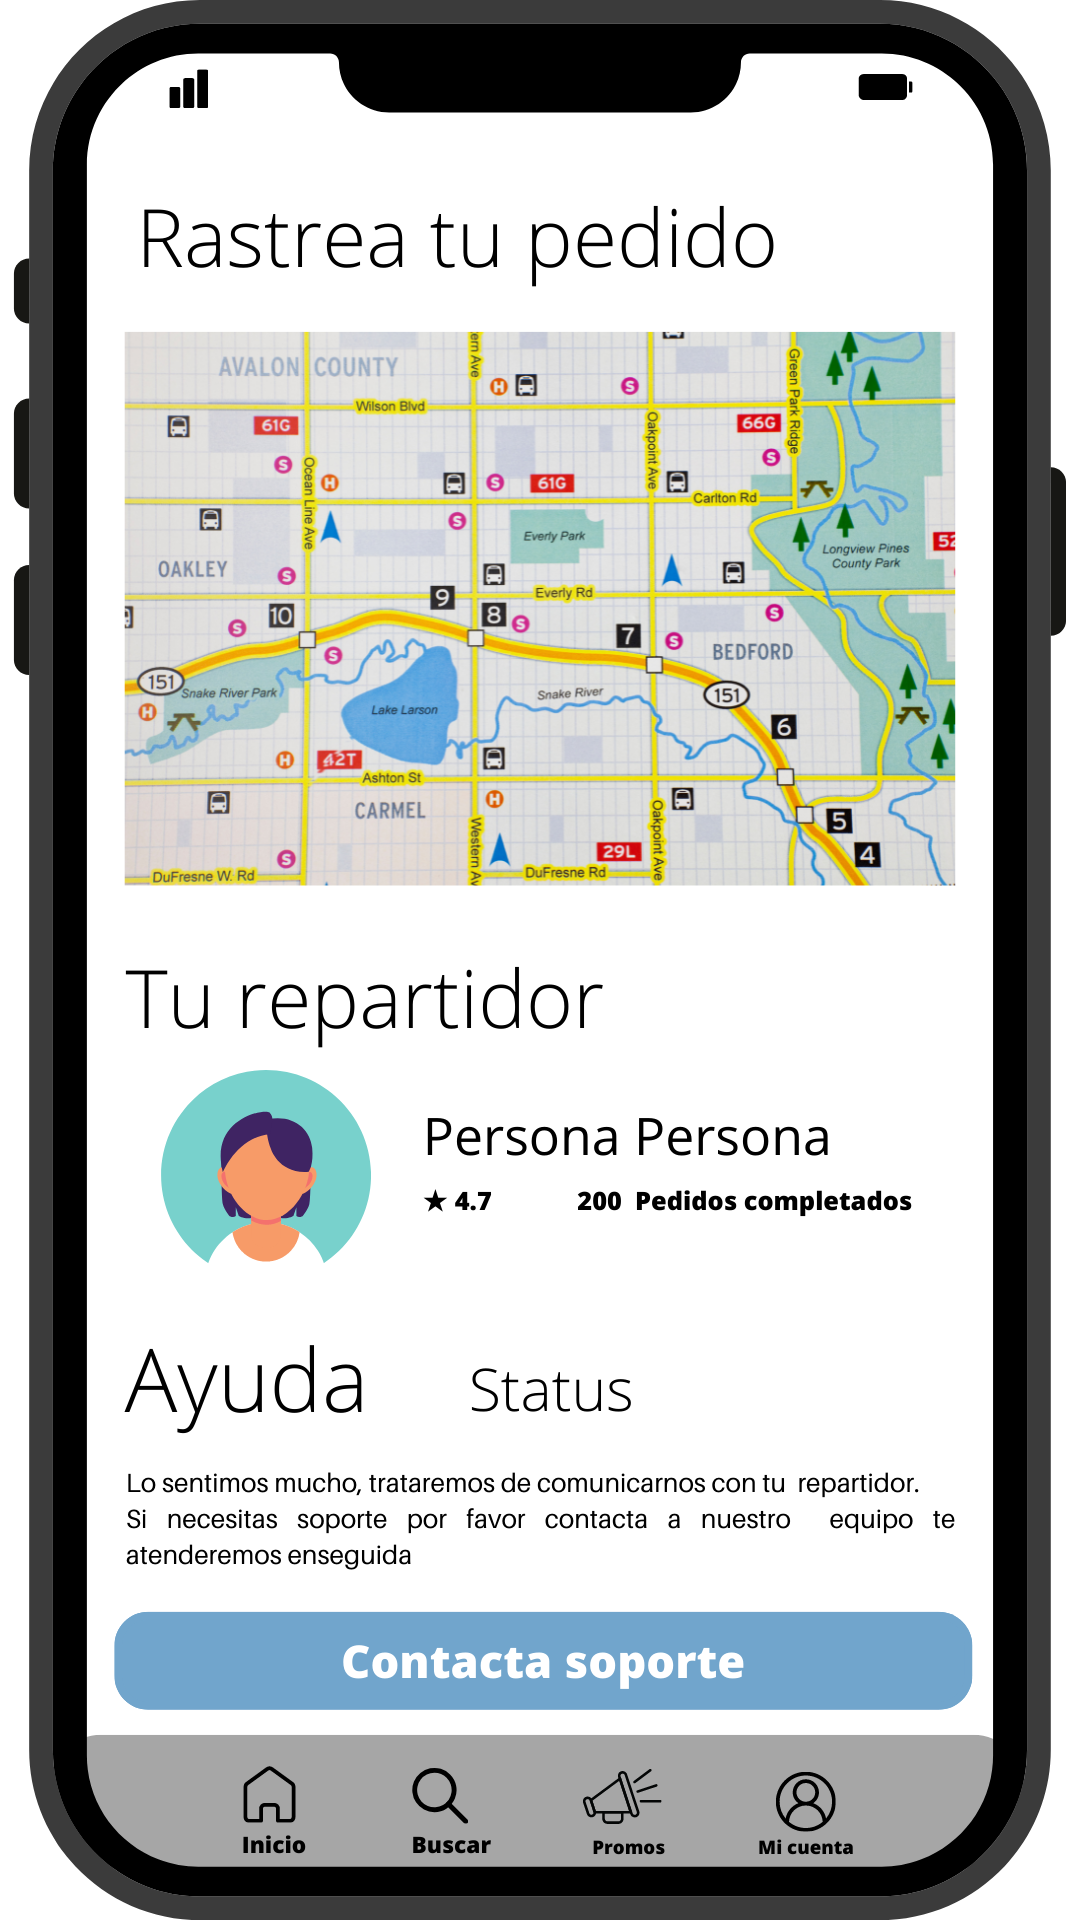 Rastrea tu pedido
ern Ave
AVALON COUNTY
Green Park Ridge
H
S
Wilson Blvd
61G
Oakpoint Ave
66G
S
S
Ocean Line Ave
H
S
61G
Carlton Rd
S
Everly Park
Longview Pines
County Park
52
OAKLEY
S
Everly Rd
9
10
8
S
S
7
S
S
S
BEDFORD
151
Snake River Park
Snake River
151
H
Lake Larson
6
H
42T
Ashton St
CARMEL
H
Western Av
Oakpoint Ave
5
S
29L
4
DuFresne W. Rd
DuFresne Rd
Tu repartidor
Persona Persona
★ 4.7 200 Pedidos completados
Ayuda Status
Lo sentimos mucho, trataremos de comunicarnos con tu repartidor.
Si necesitas soporte por favor contacta a nuestro equipo te
atenderemos enseguida
Contacta soporte
Inicio Buscar Promos Mi cuenta